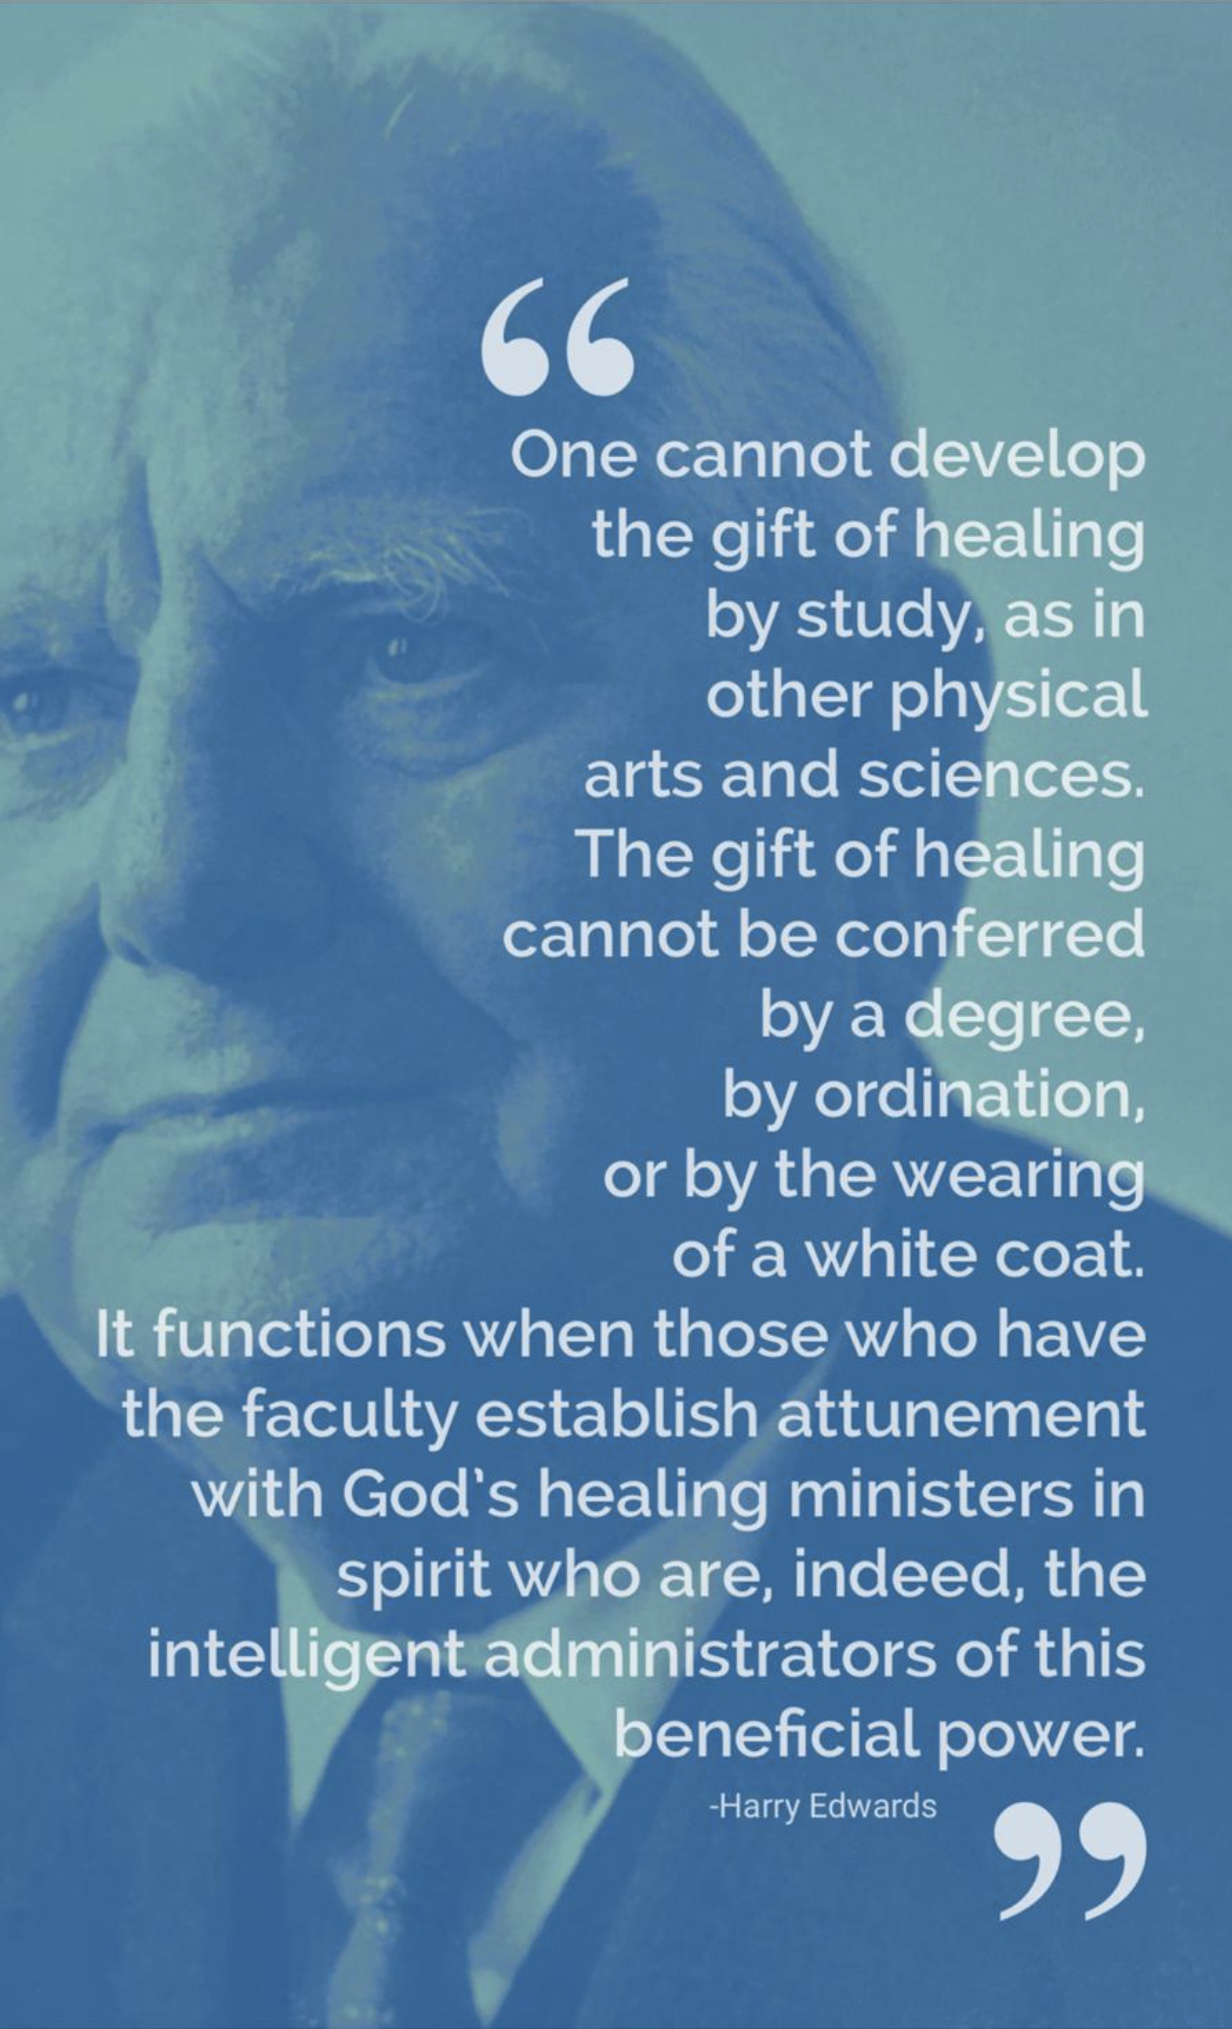 “
One cannot develop
the gift of healing
by study, as in
other physical
arts and sciences.
The gift of healing
cannot be conferred
by a degree,
by ordination,
or by the wearing
of a white coat.
It functions when those who have
the faculty establish attunement
with God's healing ministers in
spirit who are, indeed, the
intelligent administrators of this
beneficial power.
-Harry Edwards
”